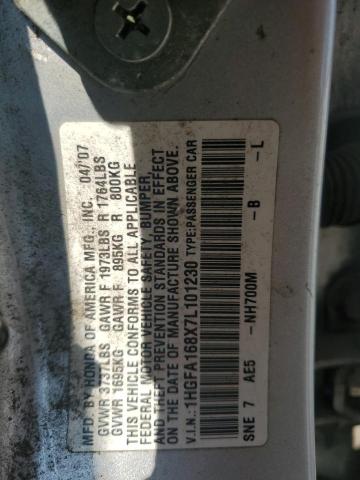 MFD. BY HONDA OF AMERICA MFG., INC. 04/07
GVWR 3737LBS GAWR F 1973LBS R 1764LBS
GVWR 1695KG GAWR F 895KG R 800KG
THIS VEHICLE CONFORMS TO ALL APPLICABLE
FEDERAL MOTOR VEHICLE SAFETY, BUMPER,
AND THEFT PREVENTION STANDARDS IN EFFECT
ON THE DATE OF MANUFACTURE SHOWN ABOVE.
V.I.N.: 1HGFA168X7L101230 TYPE:PASSENGER CAR
SNE 7 AE5 - NH700M - B - L